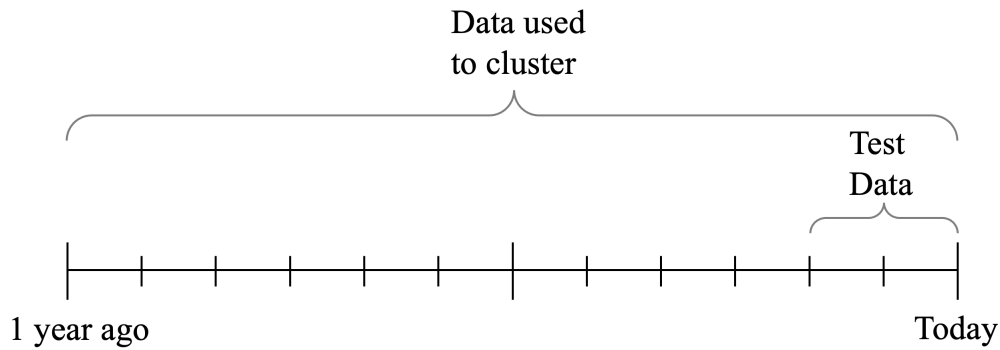 Data used
to cluster
Test
Data
1 year ago
Today